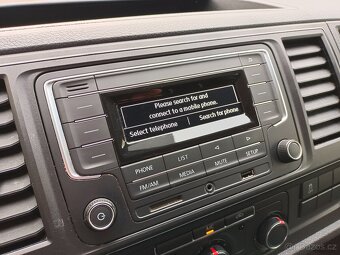 Please search for and
connect to a mobile phone.
Select telephone
Search for phone
PHONE
LIST
FM/AM
MEDIA
MUTE
SETUP